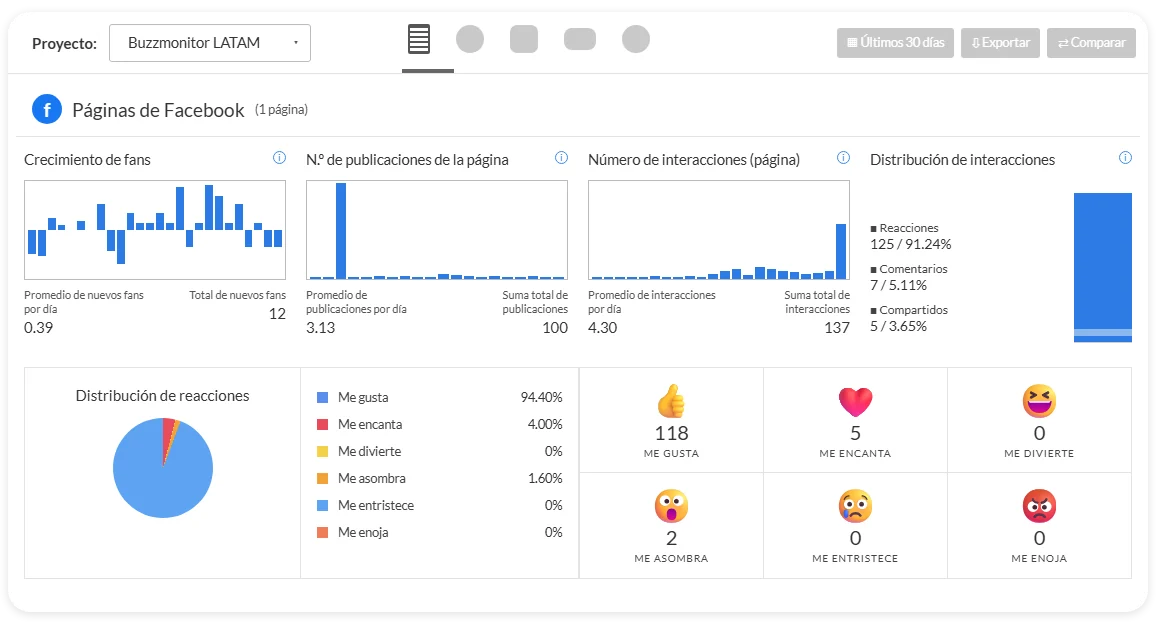 Proyecto:
Buzzmonitor LATAM
Últimos 30 días
Exportar
Comparar
f
Páginas de Facebook (1 página)
Crecimiento de fans
Promedio de nuevos fans
por día
0.39
Total de nuevos fans
12
N.º de publicaciones de la página
Promedio de
publicaciones por día
3.13
Suma total de
publicaciones
100
Número de interacciones (página)
Promedio de interacciones
por día
4.30
Suma total de
interacciones
137
Distribución de interacciones
Reacciones
125 / 91.24%
Comentarios
7 / 5.11%
Compartidos
5 / 3.65%
Distribución de reacciones
Me gusta 94.40%
Me encanta 4.00%
Me divierte 0%
Me asombra 1.60%
Me entristece 0%
Me enoja 0%
118
ME GUSTA
5
ME ENCANTA
0
ME DIVIERTE
2
ME ASOMBRA
0
ME ENTRISTECE
0
ME ENOJA